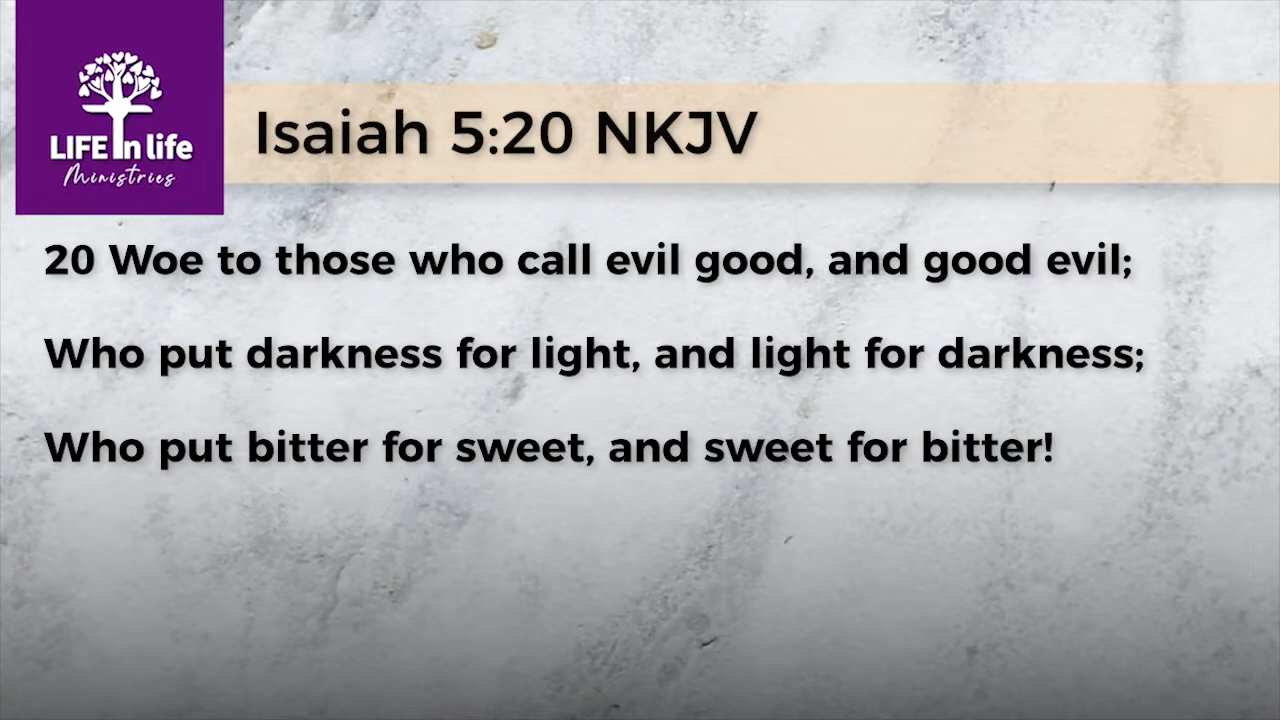 LIFE in life
Ministries
Isaiah 5:20 NKJV
20 Woe to those who call evil good, and good evil;
Who put darkness for light, and light for darkness;
Who put bitter for sweet, and sweet for bitter!